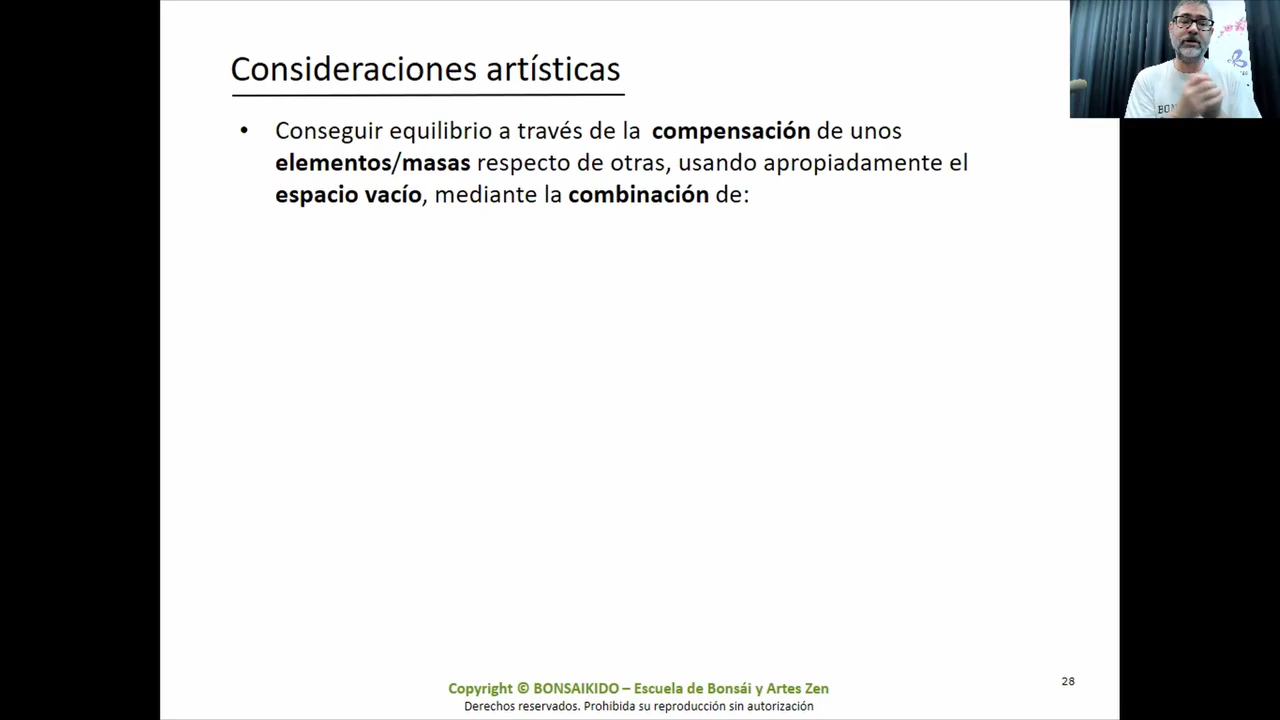 Consideraciones artísticas
• Conseguir equilibrio a través de la compensación de unos
elementos/masas respecto de otras, usando apropiadamente el
espacio vacío, mediante la combinación de:
Copyright © BONSAIKIDO – Escuela de Bonsái y Artes Zen
Derechos reservados. Prohibida su reproducción sin autorización
28